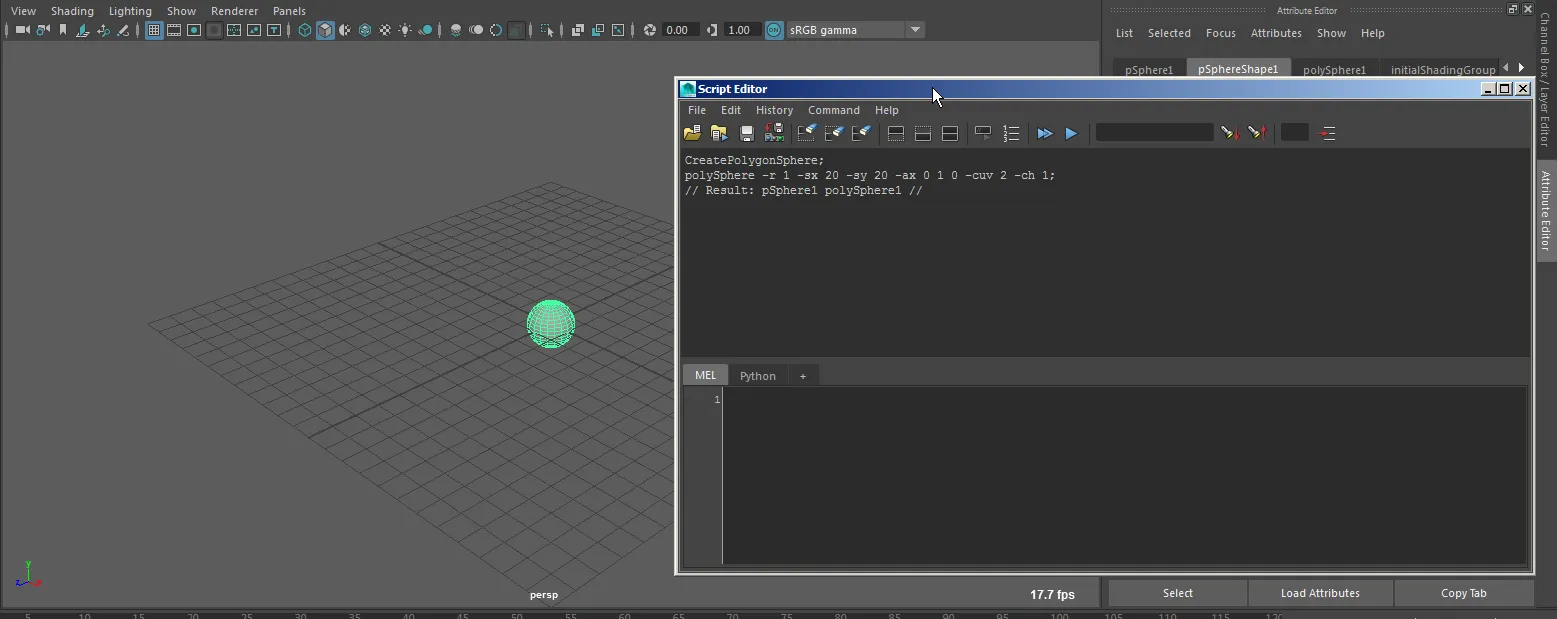 View Shading Lighting Show Renderer Panels
Attribute Editor
0.00 1.00 ON sRGB gamma
List Selected Focus Attributes Show Help
pSphere1 pSphereShape1 polySphere1 initialShadingGroup
Channel Box / Layer Editor
Attribute Editor
Script Editor
File Edit History Command Help
CreatePolygonSphere;
polySphere -r 1 -sx 20 -sy 20 -ax 0 1 0 -cuv 2 -ch 1;
// Result: pSphere1 polySphere1 //
MEL Python +
1
y
z x
persp
17.7 fps
Select Load Attributes Copy Tab
5 10 15 20 25 30 35 40 45 50 55 60 65 70 75 80 85 90 95 100 105 110 115 120